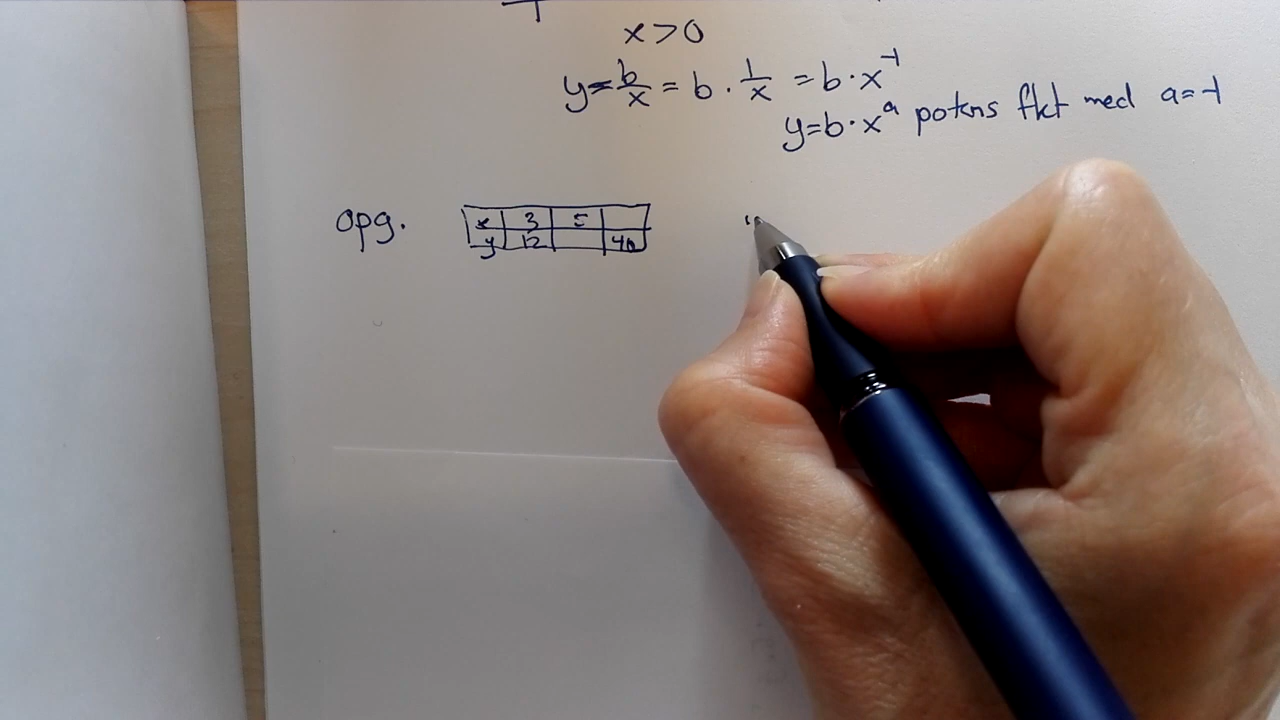 x > 0
y = b/x = b · 1/x = b · x^-1
y = b · x^a potens fkt med a = -1
opg.
x 3 5
y 12 40